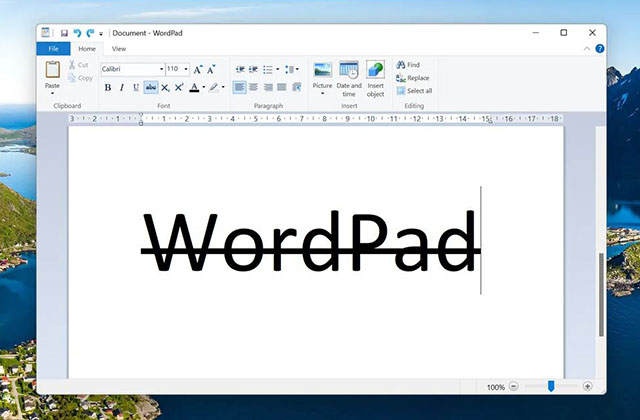 Document - WordPad
File Home View
Paste
Cut
Copy
Clipboard
Calibri 110 A A
B I U abc X₂ X² A
Font
Paragraph
Picture
Date and time
Insert object
Insert
Find
Replace
Select all
Editing
3 2 1 1 2 3 4 5 6 7 8 9 10 11 12 13 14 15 16 17 18
WordPad
100%